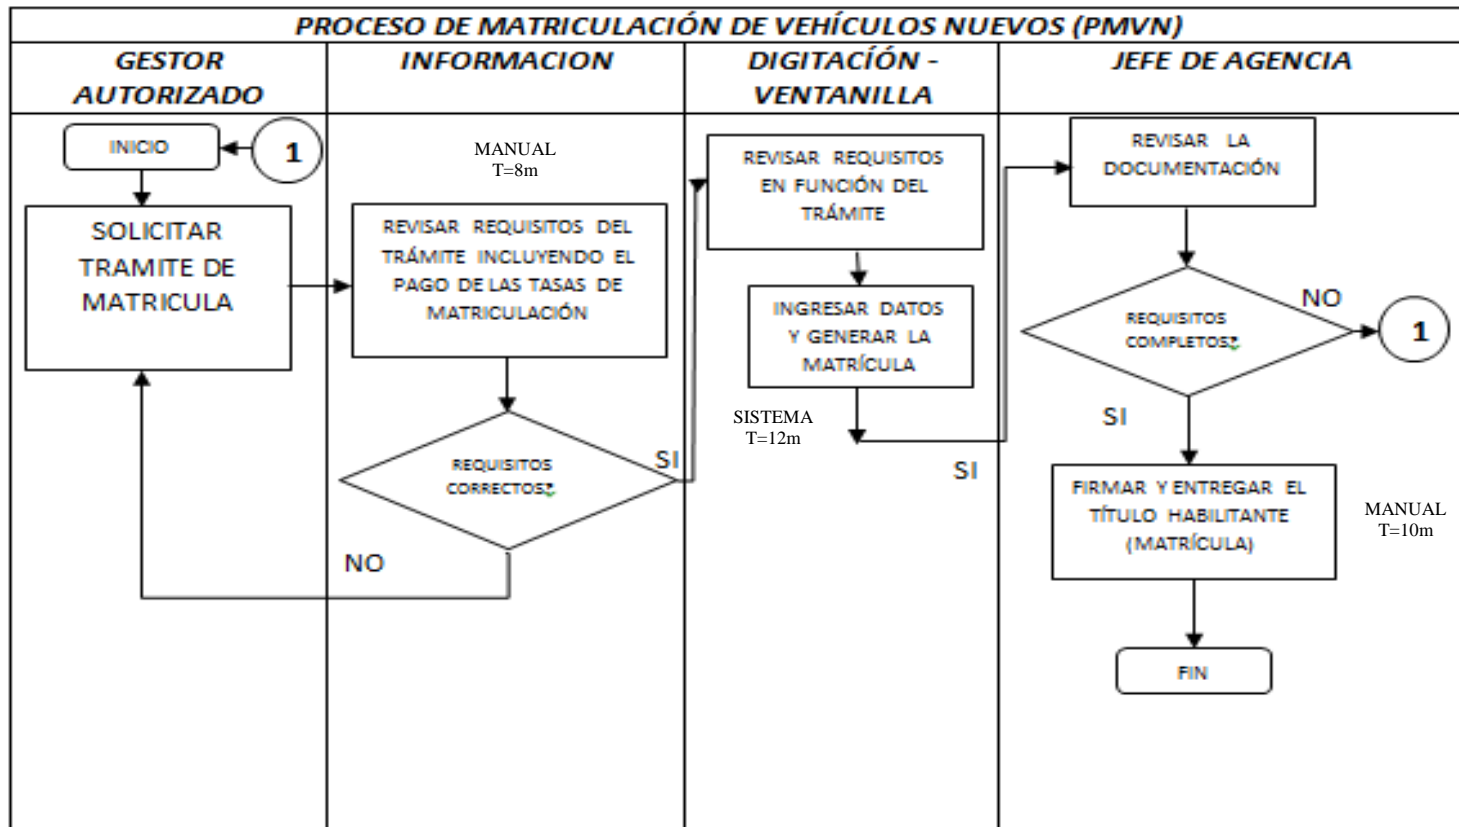 PROCESO DE MATRICULACIÓN DE VEHÍCULOS NUEVOS (PMVN)
GESTOR
AUTORIZADO
INFORMACION
DIGITACÍÓN -
VENTANILLA
JEFE DE AGENCIA
INICIO
1
SOLICITAR
TRAMITE DE
MATRICULA
MANUAL
T=8m
REVISAR REQUISITOS DEL
TRÁMITE INCLUYENDO EL
PAGO DE LAS TASAS DE
MATRICULACIÓN
REQUISITOS
CORRECTOS?
SI
NO
REVISAR REQUISITOS
EN FUNCIÓN DEL
TRÁMITE
INGRESAR DATOS
Y GENERAR LA
MATRÍCULA
SISTEMA
T=12m
SI
REVISAR LA
DOCUMENTACIÓN
REQUISITOS
COMPLETOS?
NO
1
SI
FIRMAR Y ENTREGAR EL
TÍTULO HABILITANTE
(MATRÍCULA)
MANUAL
T=10m
FIN